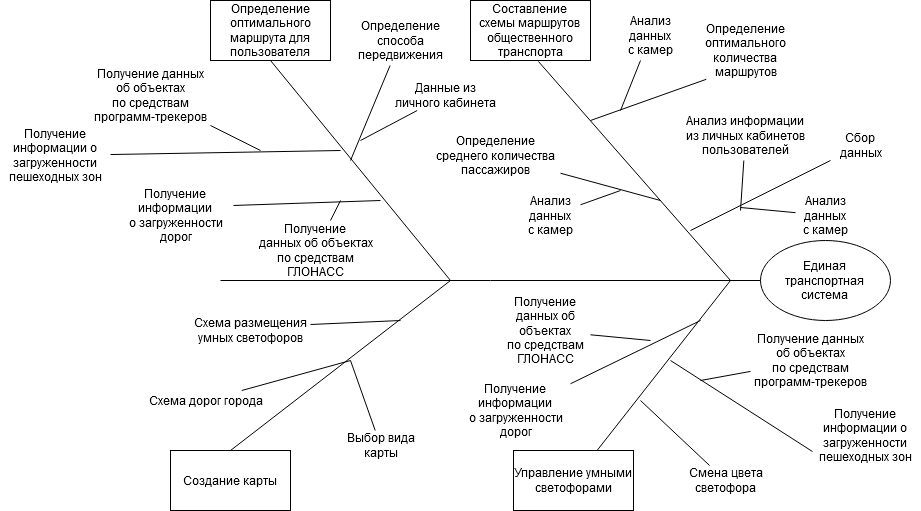 Определение
оптимального
маршрута для
пользователя
Определение
способа
передвижения
Составление
схемы маршрутов
общественного
транспорта
Анализ
данных
с камер
Определение
оптимального
количества
маршрутов
Получение данных
об объектах
по средствам
программ-трекеров
Данные из
личного кабинета
Получение
информации о
загруженности
пешеходных зон
Определение
среднего количества
пассажиров
Анализ информации
из личных кабинетов
пользователей
Сбор
данных
Получение
информации
о загруженности
дорог
Получение
данных об объектах
по средствам
ГЛОНАСС
Анализ
данных
с камер
Анализ
данных
с камер
Единая
транспортная
система
Схема размещения
умных светофоров
Получение
данных об
объектах
по средствам
ГЛОНАСС
Получение данных
об объектах
по средствам
программ-трекеров
Схема дорог города
Выбор вида
карты
Получение
информации
о загруженности
дорог
Получение
информации о
загруженности
пешеходных зон
Создание карты
Управление умными
светофорами
Смена цвета
светофора